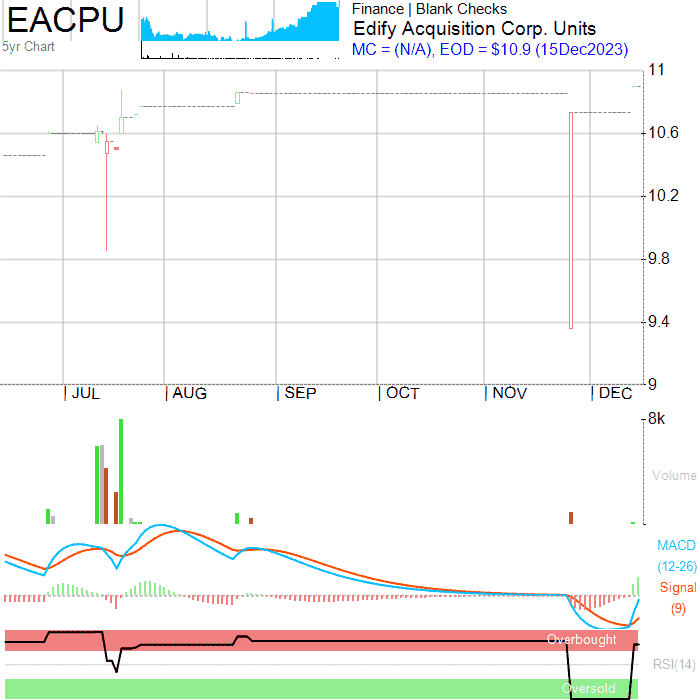 EACPU
5yr Chart
Finance | Blank Checks
Edify Acquisition Corp. Units
MC = (N/A), EOD = $10.9 (15Dec2023)
11
10.6
10.2
9.8
9.4
9
JUL AUG SEP OCT NOV DEC
8k
Volume
MACD
(12-26)
Signal
(9)
Overbought
RSI(14)
Oversold